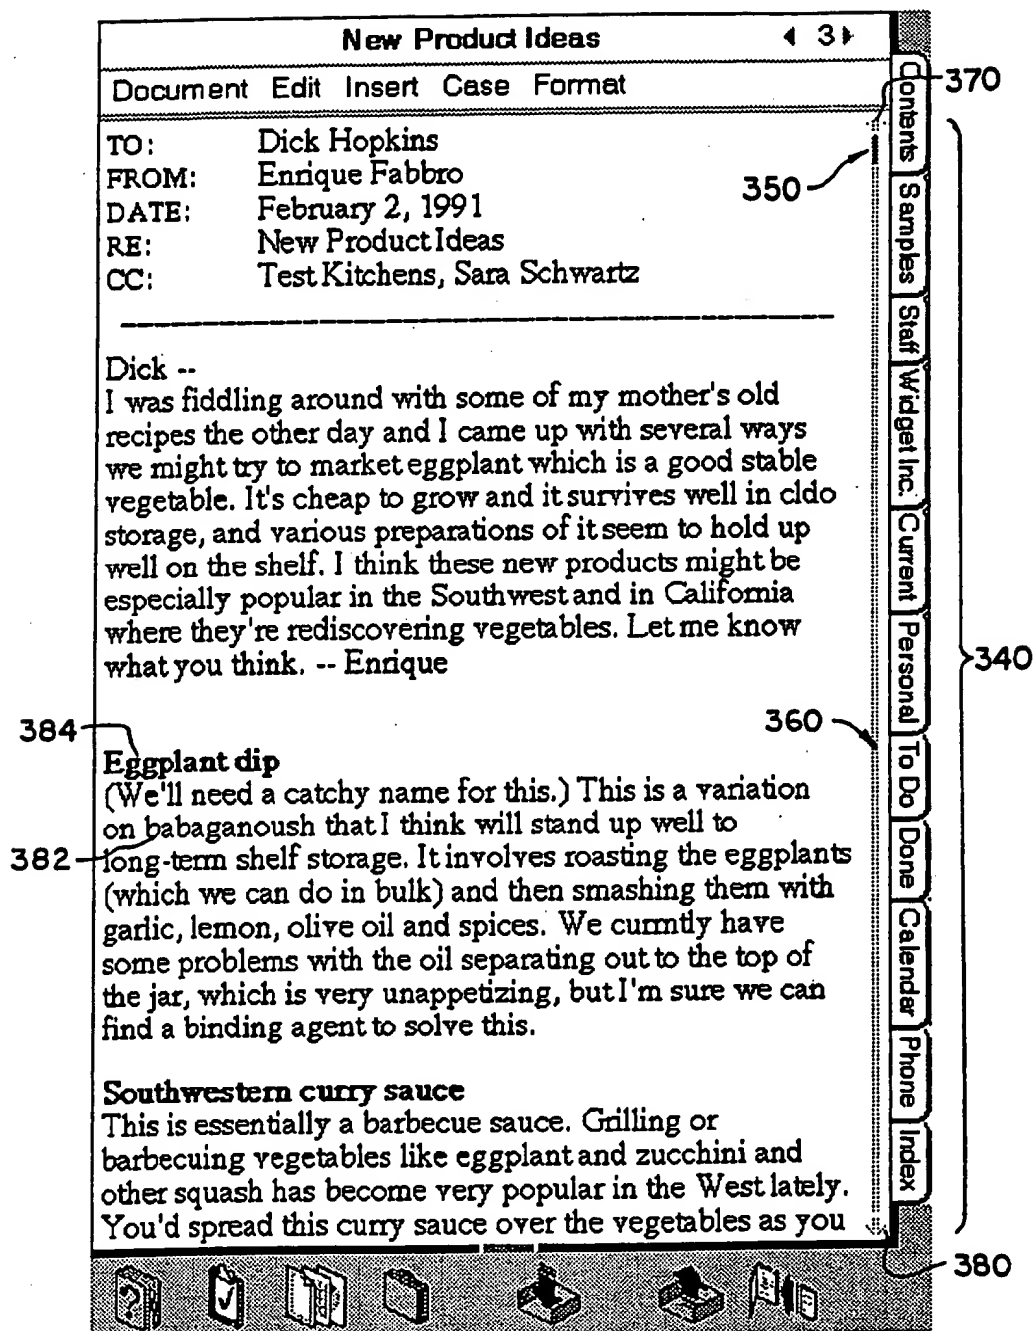 New Product Ideas 3
Document Edit Insert Case Format
370
TO: Dick Hopkins
FROM: Enrique Fabbro
350
DATE: February 2, 1991
RE: New Product Ideas
CC: Test Kitchens, Sara Schwartz
Dick --
I was fiddling around with some of my mother's old
recipes the other day and I came up with several ways
we might try to market eggplant which is a good stable
vegetable. It's cheap to grow and it survives well in cldo
storage, and various preparations of it seem to hold up
well on the shelf. I think these new products might be
especially popular in the Southwest and in California
where they're rediscovering vegetables. Let me know
what you think. -- Enrique
340
384
360
Eggplant dip
(We'll need a catchy name for this.) This is a variation
on babaganoush that I think will stand up well to
382
long-term shelf storage. It involves roasting the eggplants
(which we can do in bulk) and then smashing them with
garlic, lemon, olive oil and spices. We curmtly have
some problems with the oil separating out to the top of
the jar, which is very unappetizing, but I'm sure we can
find a binding agent to solve this.
Southwestern curry sauce
This is essentially a barbecue sauce. Grilling or
barbecuing vegetables like eggplant and zucchini and
other squash has become very popular in the West lately.
You'd spread this curry sauce over the vegetables as you
380
Contents
Samples
Staff
Widget Inc.
Current
Personal
To Do
Done
Calendar
Phone
Index
?